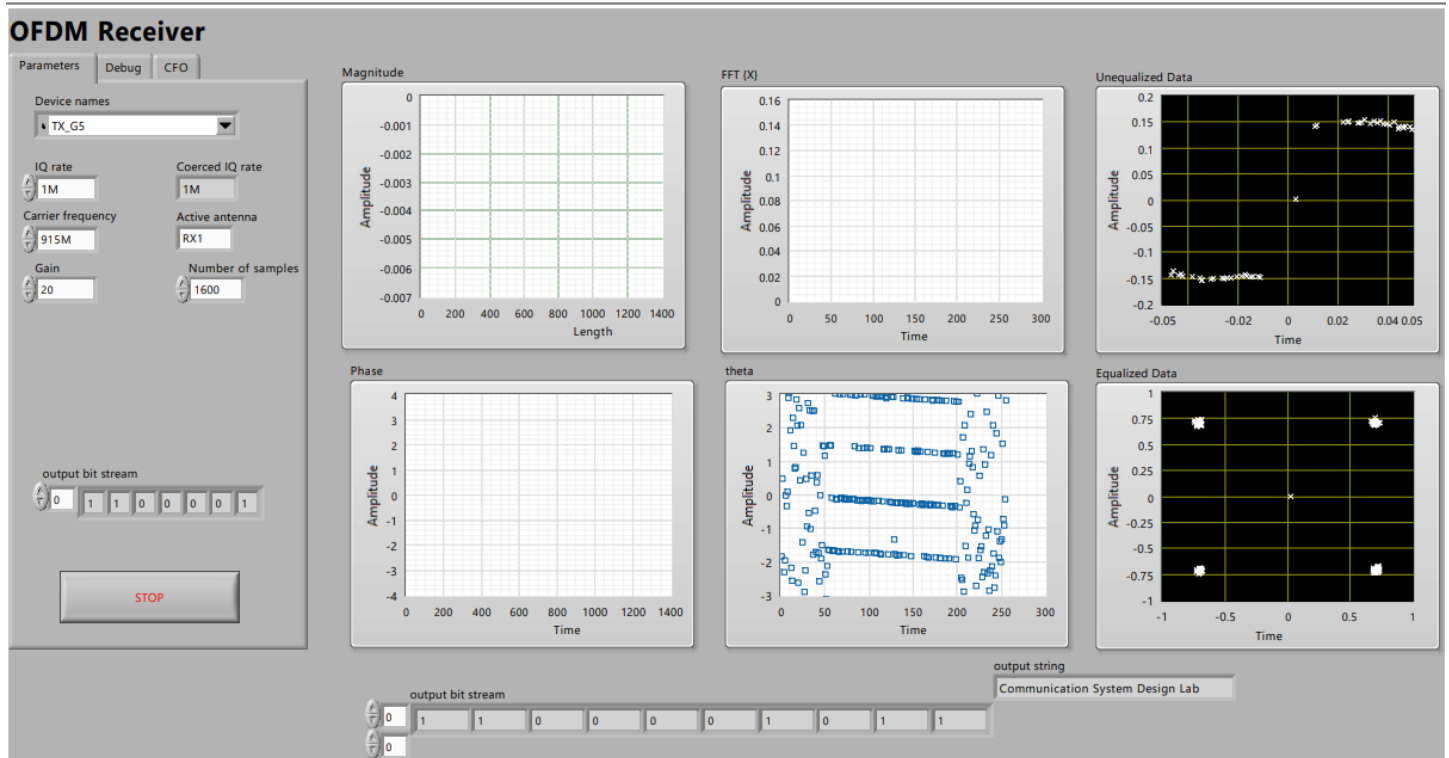 OFDM Receiver
Parameters
Debug
CFO
Device names
TX_G5
IQ rate
Coerced IQ rate
1M
1M
Carrier frequency
Active antenna
915M
RX1
Gain
Number of samples
20
1600
output bit stream
0 1 1 0 0 0 0 1
STOP
Magnitude
Amplitude
0
-0.001
-0.002
-0.003
-0.004
-0.005
-0.006
-0.007
0 200 400 600 800 1000 1200 1400
Length
FFT {X}
Amplitude
0.16
0.14
0.12
0.1
0.08
0.06
0.04
0.02
0
0 50 100 150 200 250 300
Time
Unequalized Data
Amplitude
0.2
0.15
0.1
0.05
0
-0.05
-0.1
-0.15
-0.2
-0.05 -0.02 0 0.02 0.04 0.05
Time
Phase
Amplitude
4
3
2
1
0
-1
-2
-3
-4
0 200 400 600 800 1000 1200 1400
Time
theta
Amplitude
3
2
1
0
-1
-2
-3
0 50 100 150 200 250 300
Time
Equalized Data
Amplitude
1
0.75
0.5
0.25
0
-0.25
-0.5
-0.75
-1
-1 -0.5 0 0.5 1
Time
output string
Communication System Design Lab
output bit stream
0 1 1 0 0 0 0 1 0 1 1
0